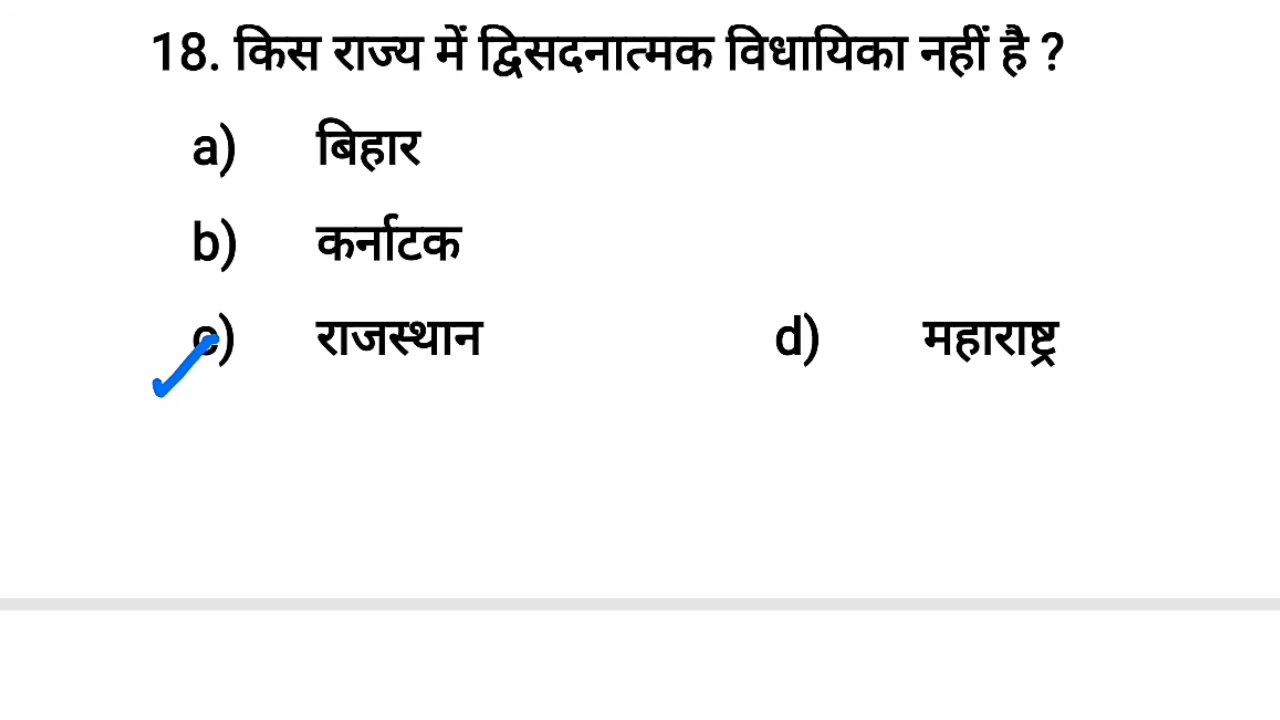 18. किस राज्य में द्विसदनात्मक विधायिका नहीं है ?
a) बिहार
b) कर्नाटक
c) राजस्थान d) महाराष्ट्र